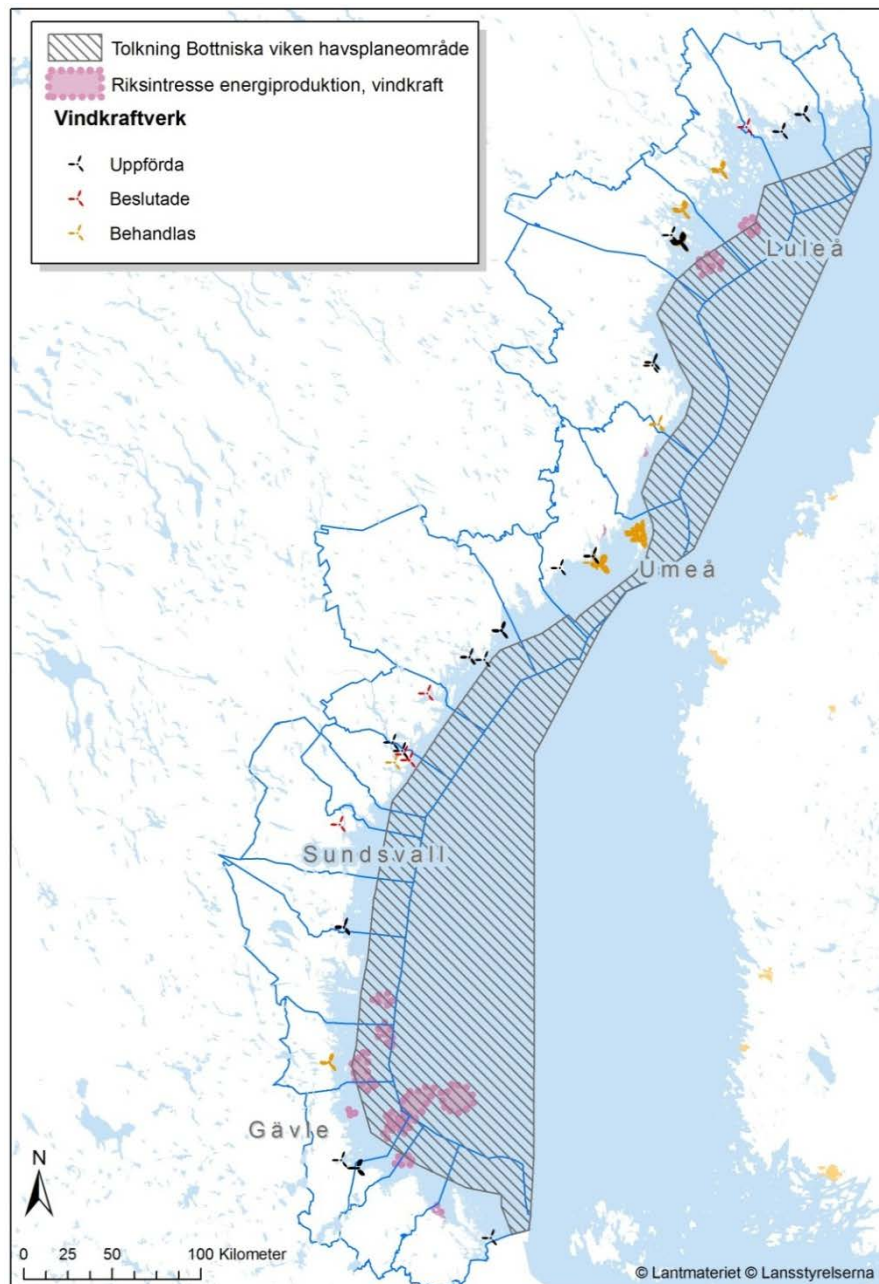 Tolkning Bottniska viken havsplaneområde
Riksintresse energiproduktion, vindkraft
Vindkraftverk
Uppförda
Beslutade
Behandlas
Luleå
Umeå
Sundsvall
Gävle
N
0 25 50 100 Kilometer
© Lantmateriet © Lansstyrelserna